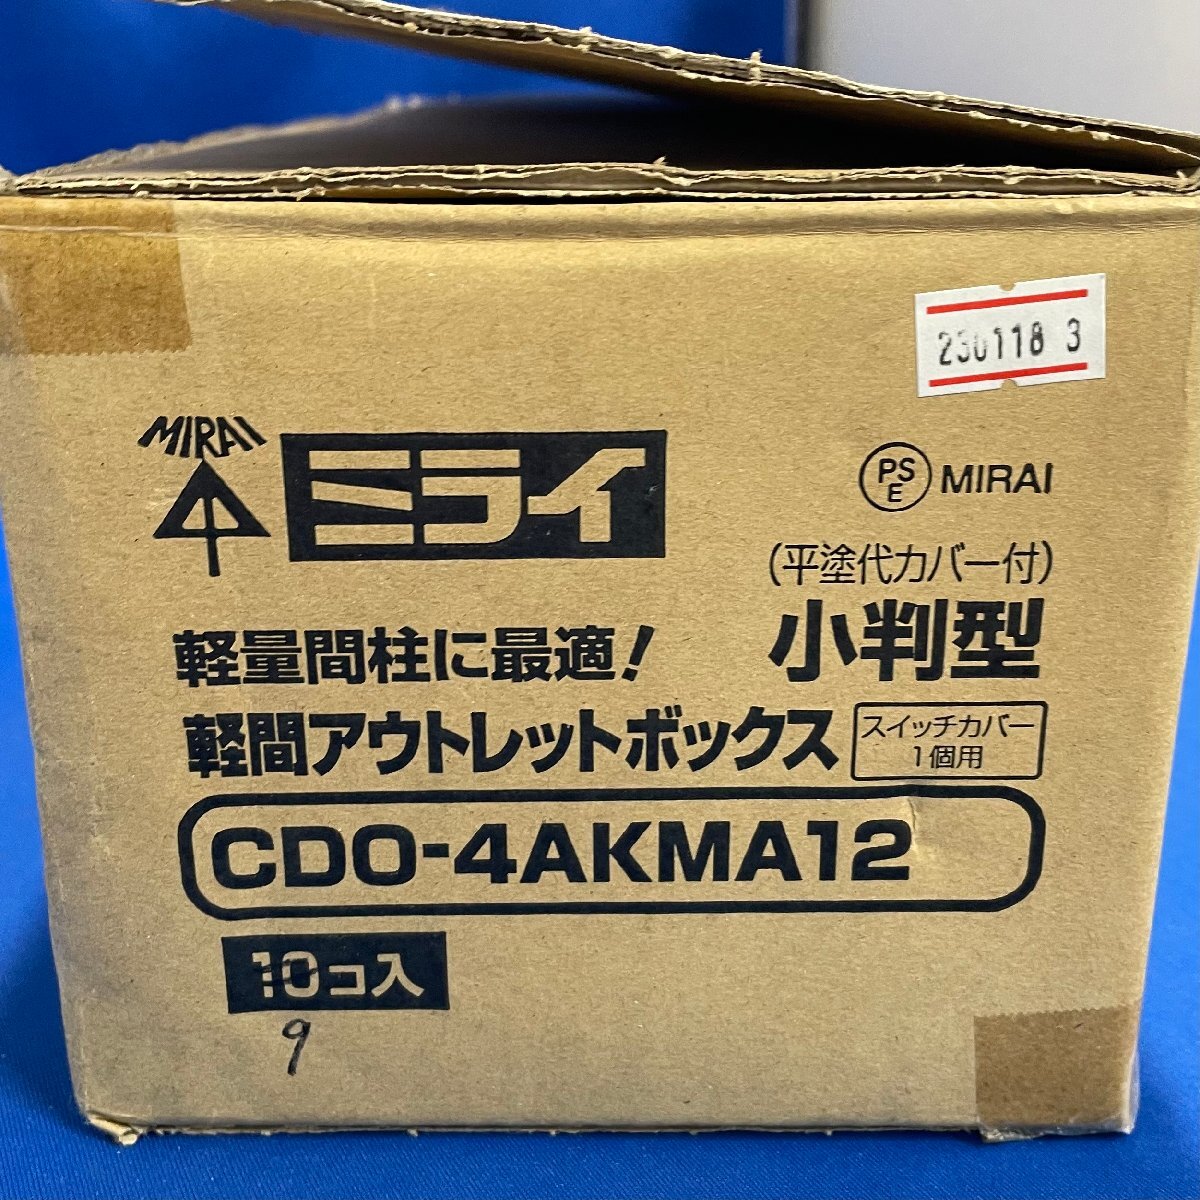 230118 3
MIRAI
ミライ
PSE MIRAI
(平塗代カバー付)
小判型
軽量間柱に最適!
軽間アウトレットボックス
スイッチカバー
1個用
CDO-4AKMA12
10コ入
9